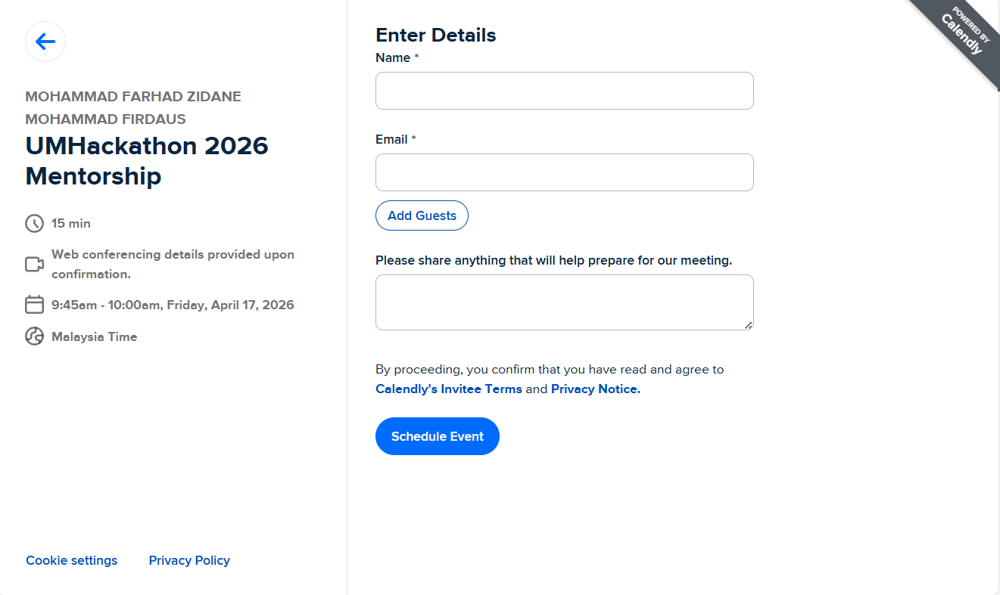 MOHAMMAD FARHAD ZIDANE
MOHAMMAD FIRDAUS
UMHackathon 2026
Mentorship
15 min
Web conferencing details provided upon
confirmation.
9:45am - 10:00am, Friday, April 17, 2026
Malaysia Time
Cookie settings
Privacy Policy
Enter Details
Name *
Email *
Add Guests
Please share anything that will help prepare for our meeting.
By proceeding, you confirm that you have read and agree to
Calendly's Invitee Terms and Privacy Notice.
Schedule Event
POWERED BY
Calendly